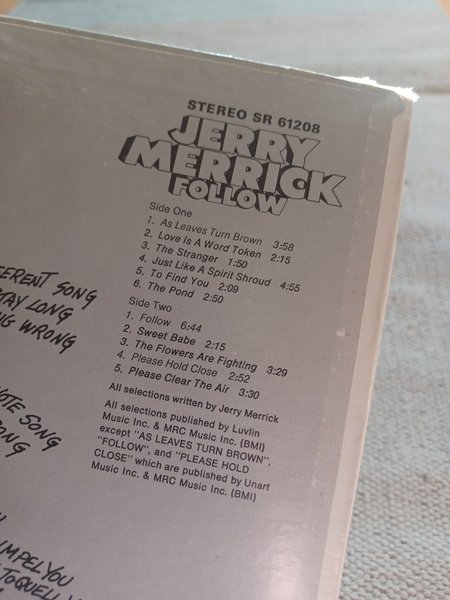 STEREO SR 61208
JERRY
MERRICK
FOLLOW
Side One
1. As Leaves Turn Brown 3:58
2. Love Is A Word Token 2:15
3. The Stranger 1:50
4. Just Like A Spirit Shroud 4:55
5. To Find You 2:09
6. The Pond 2:50
Side Two
1. Follow 6:44
2. Sweet Babe 2:15
3. The Flowers Are Fighting 3:29
4. Please Hold Close 2:52
5. Please Clear The Air 3:30
All selections written by Jerry Merrick
All selections published by Luvlin
Music Inc. & MRC Music Inc. (BMI)
except "AS LEAVES TURN BROWN",
"FOLLOW", and "PLEASE HOLD
CLOSE" which are published by Unart
Music Inc. & MRC Music Inc. (BMI)
SONG
LONG
WRONG
SONG
YOU